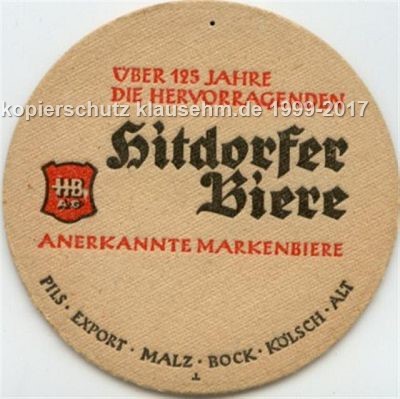 ÜBER 125 JAHRE
DIE HERVORRAGENDEN
kopierschutz klausehm.de 1999-2017
Hitdorfer
Biere
HB
A.G
ANERKANNTE MARKENBIERE
PILS · EXPORT · MALZ · BOCK · KÖLSCH · ALT